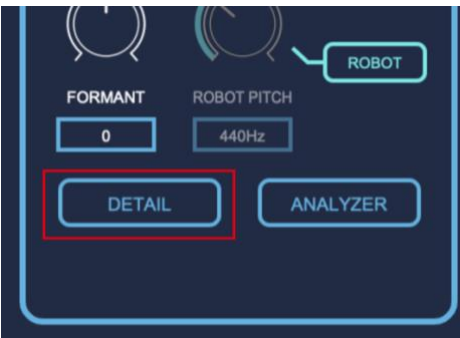 ROBOT
FORMANT
ROBOT PITCH
0
440Hz
DETAIL
ANALYZER